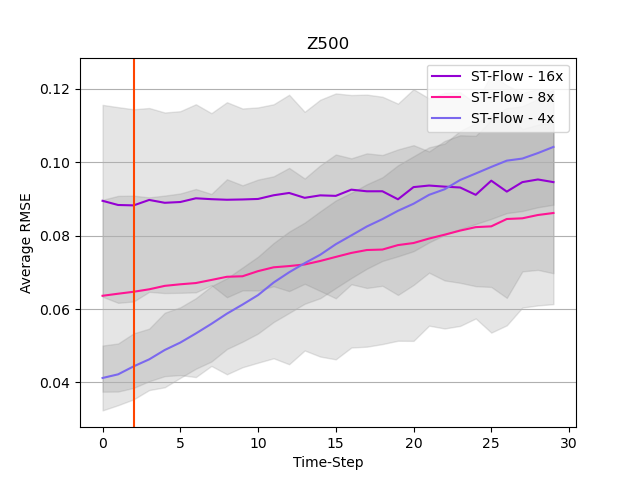 Z500
ST-Flow - 16x
ST-Flow - 8x
ST-Flow - 4x
0.12
0.10
0.08
0.06
0.04
Average RMSE
0 5 10 15 20 25 30
Time-Step